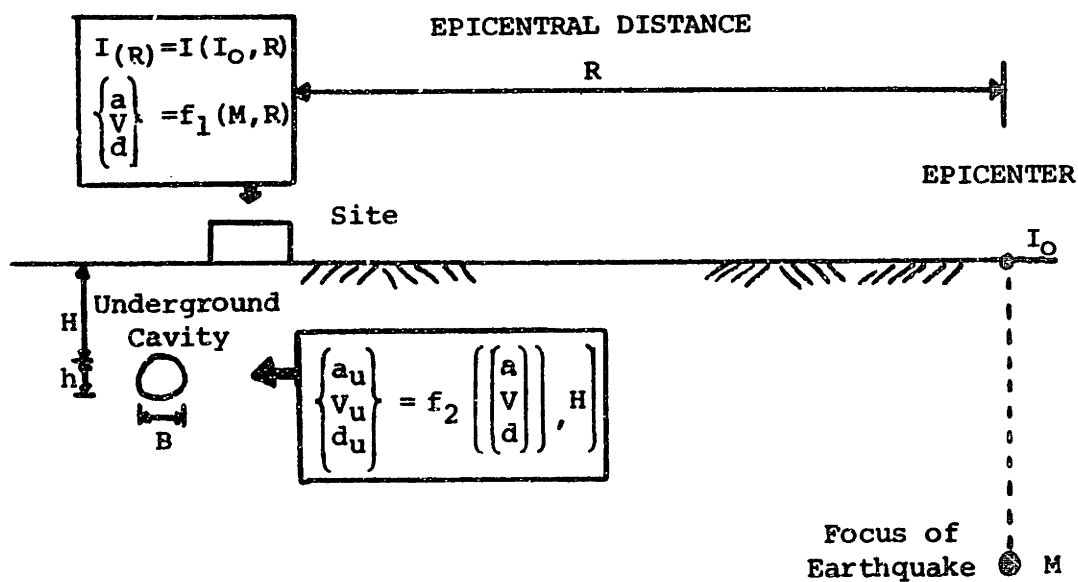 EPICENTRAL DISTANCE
R
I(R)=I(IO,R)
{a V d} =f1(M,R)
EPICENTER
Site
IO
Underground
Cavity
H
h
B
{au Vu du} = f2 ((a V d), H)
Focus of
Earthquake
M